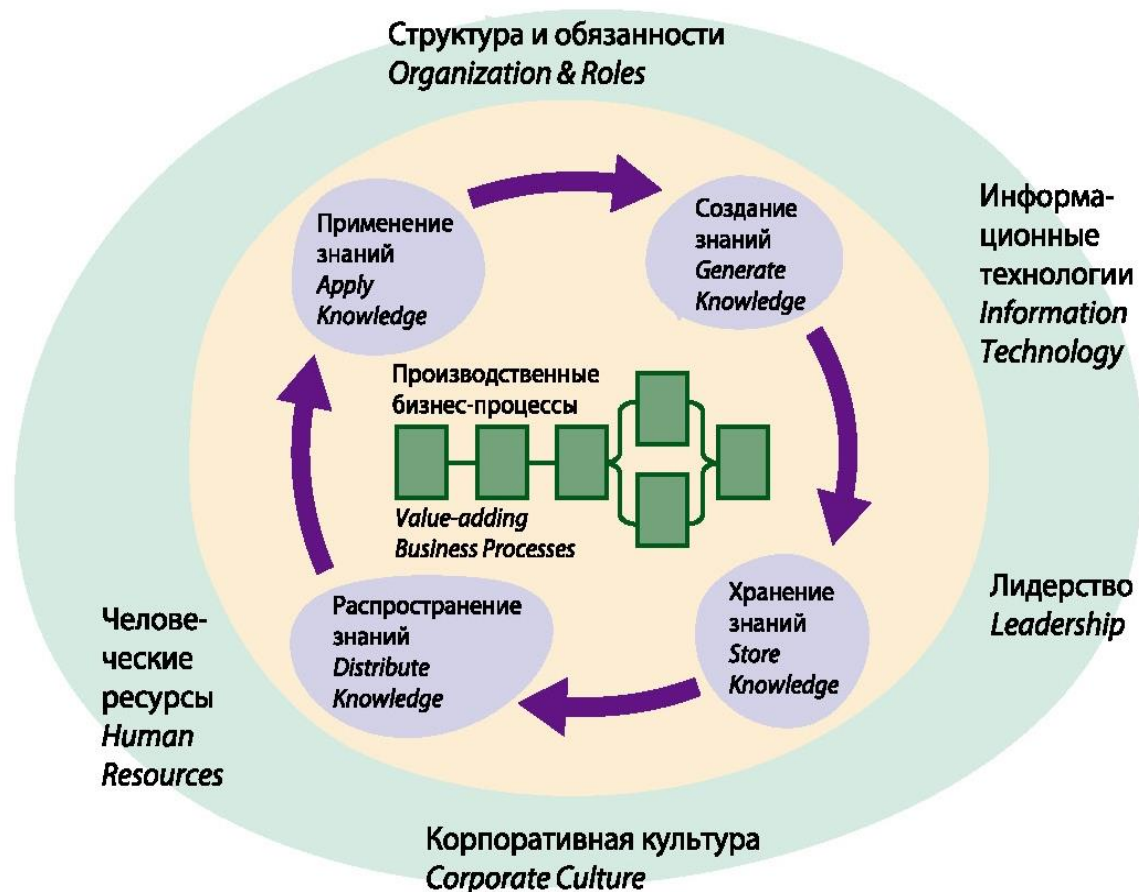 Структура и обязанности
Organization & Roles
Применение
знаний
Apply
Knowledge
Создание
знаний
Generate
Knowledge
Информа-
ционные
технологии
Information
Technology
Производственные
бизнес-процессы
Value-adding
Business Processes
Распространение
знаний
Distribute
Knowledge
Хранение
знаний
Store
Knowledge
Лидерство
Leadership
Челове-
ческие
ресурсы
Human
Resources
Корпоративная культура
Corporate Culture